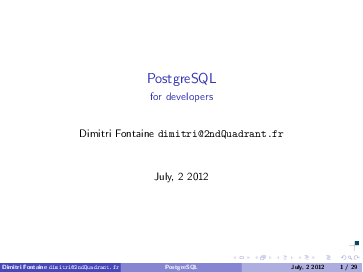 PostgreSQL
for developers
Dimitri Fontaine dimitri@2ndQuadrant.fr
July, 2 2012
Dimitri Fontaine dimitri@2ndQuadrant.fr PostgreSQL July, 2 2012 1 / 29